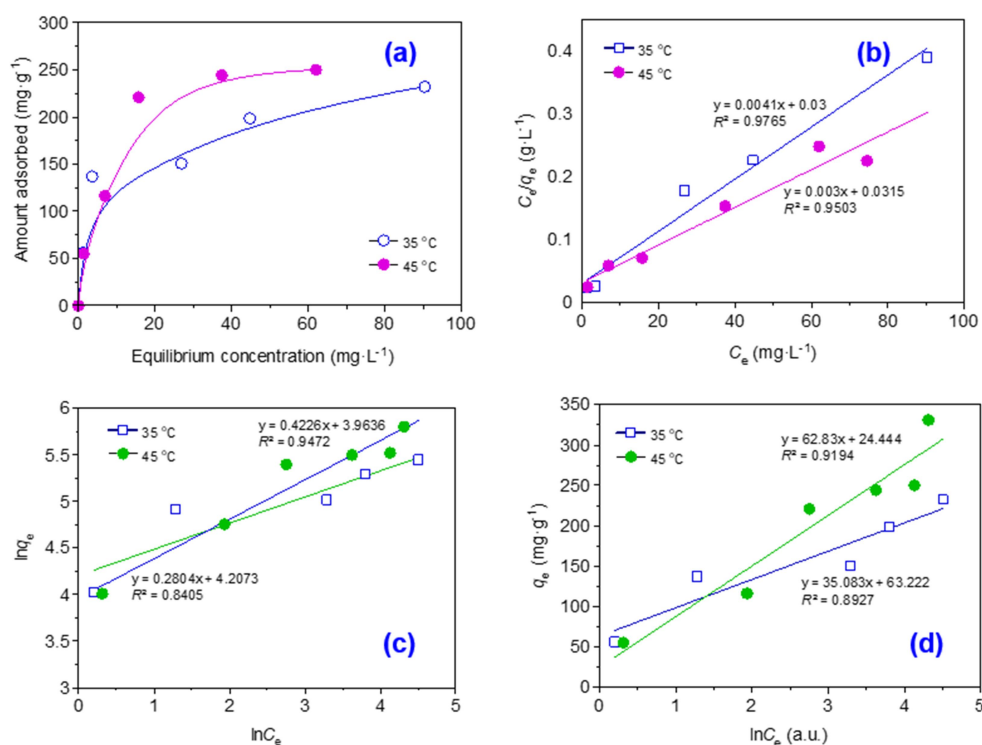 300
250
200
150
100
50
0
0 20 40 60 80 100
Amount adsorbed (mg·g⁻¹)
Equilibrium concentration (mg·L⁻¹)
(a)
35 °C
45 °C
0.4
0.3
0.2
0.1
0
0 20 40 60 80 100
Cₑ/qₑ (g·L⁻¹)
Cₑ (mg·L⁻¹)
(b)
35 °C
45 °C
y = 0.0041x + 0.03
R² = 0.9765
y = 0.003x + 0.0315
R² = 0.9503
6
5.5
5
4.5
4
3.5
3
0 1 2 3 4 5
lnqₑ
lnCₑ
35 °C
45 °C
y = 0.4226x + 3.9636
R² = 0.9472
y = 0.2804x + 4.2073
R² = 0.8405
(c)
350
300
250
200
150
100
50
0
0 1 2 3 4 5
qₑ (mg·g⁻¹)
lnCₑ (a.u.)
35 °C
45 °C
y = 62.83x + 24.444
R² = 0.9194
y = 35.083x + 63.222
R² = 0.8927
(d)